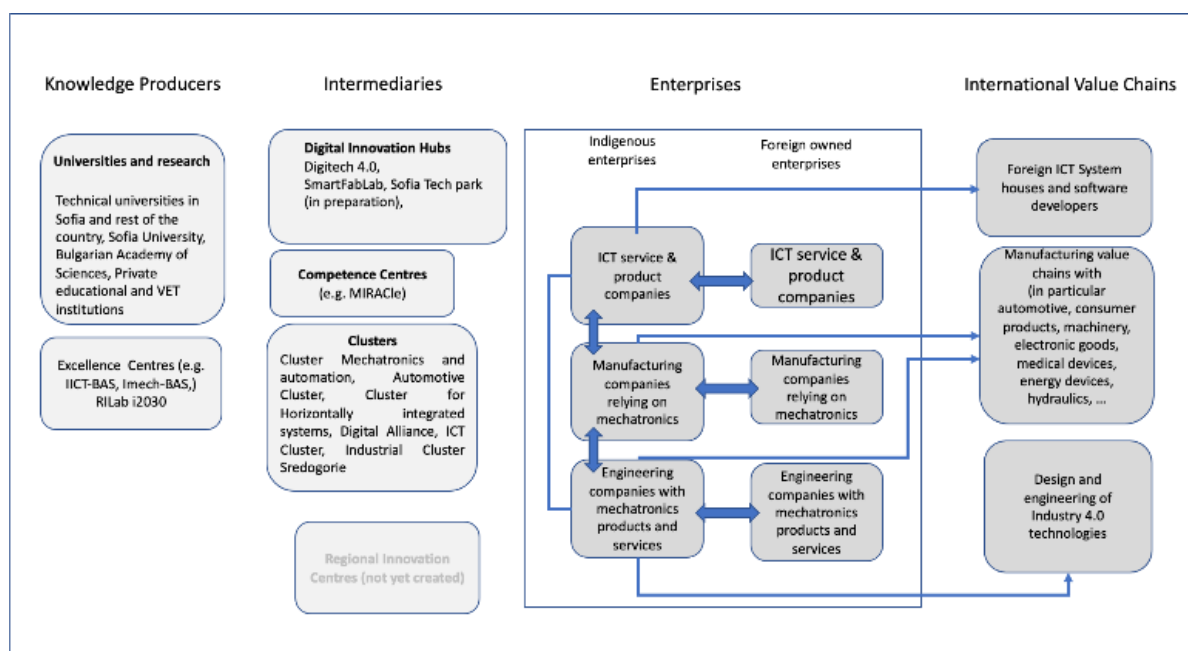 Knowledge Producers
Intermediaries
Enterprises
International Value Chains
Universities and research
Technical universities in
Sofia and rest of the
country, Sofia University,
Bulgarian Academy of
Sciences, Private
educational and VET
institutions
Excellence Centres (e.g.
IICT-BAS, Imech-BAS,)
RILab i2030
Digital Innovation Hubs
Digitech 4.0,
SmartFabLab, Sofia Tech park
(in preparation),
Competence Centres
(e.g. MIRACle)
Clusters
Cluster Mechatronics and
automation, Automotive
Cluster, Cluster for
Horizontally integrated
systems, Digital Alliance, ICT
Cluster, Industrial Cluster
Sredogorie
Regional Innovation
Centres (not yet created)
Indigenous
enterprises
Foreign owned
enterprises
ICT service &
product
companies
ICT service &
product
companies
Manufacturing
companies
relying on
mechatronics
Manufacturing
companies
relying on
mechatronics
Engineering
companies with
mechatronics
products and
services
Engineering
companies with
mechatronics
products and
services
Foreign ICT System
houses and software
developers
Manufacturing value
chains with
(in particular
automotive, consumer
products, machinery,
electronic goods,
medical devices,
energy devices,
hydraulics, ...
Design and
engineering of
Industry 4.0
technologies